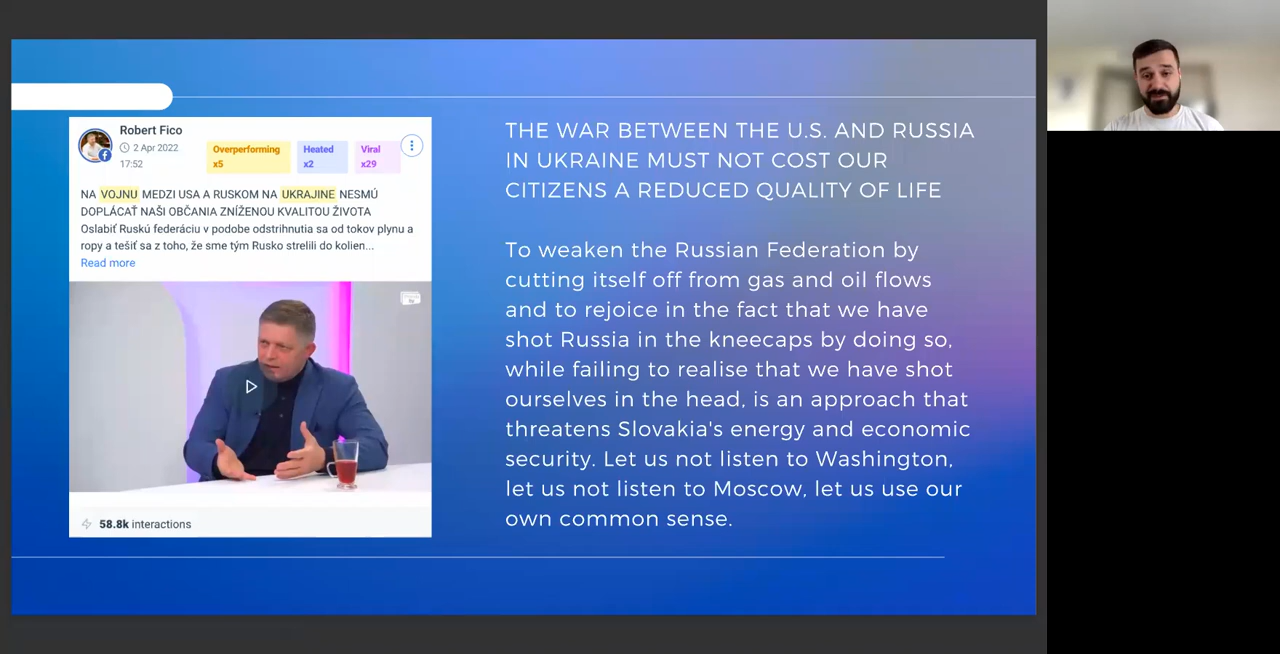 Robert Fico
2 Apr 2022
17:52
Overperforming
x5
Heated
x2
Viral
x29
NA VOJNU MEDZI USA A RUSKOM NA UKRAJINE NESMÚ
DOPLÁCAŤ NAŠI OBČANIA ZNÍŽENOU KVALITOU ŽIVOTA
Oslabiť Ruskú federáciu v podobe odstrihnutia sa od tokov plynu a
ropy a tešiť sa z toho, že sme tým Rusko strelili do kolien...
Read more
58.8k interactions
THE WAR BETWEEN THE U.S. AND RUSSIA
IN UKRAINE MUST NOT COST OUR
CITIZENS A REDUCED QUALITY OF LIFE
To weaken the Russian Federation by
cutting itself off from gas and oil flows
and to rejoice in the fact that we have
shot Russia in the kneecaps by doing so,
while failing to realise that we have shot
ourselves in the head, is an approach that
threatens Slovakia's energy and economic
security. Let us not listen to Washington,
let us not listen to Moscow, let us use our
own common sense.